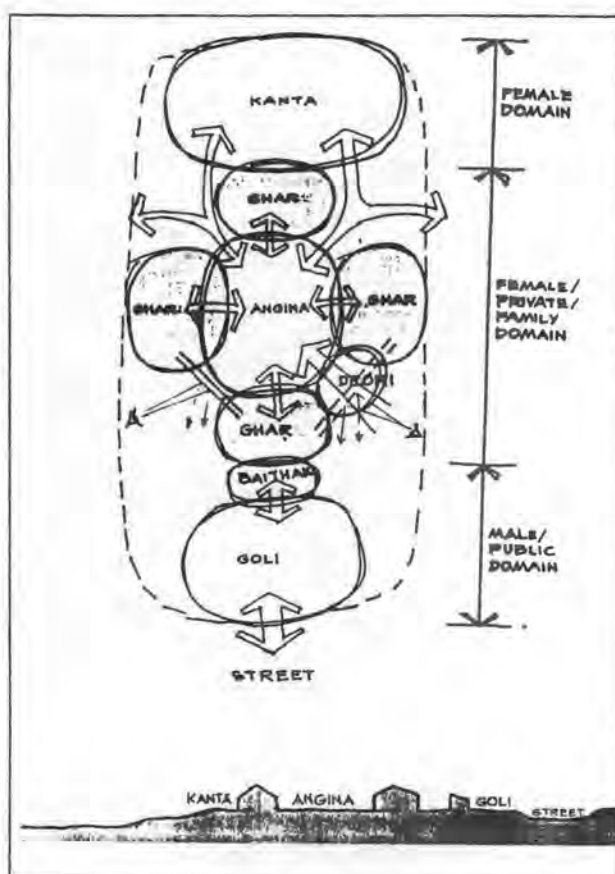 KANTA
FEMALE
DOMAIN
GHAR
GHAR
ANGINA
GHAR
FEMALE/
PRIVATE/
FAMILY
DOMAIN
GHAR
BAITHAK
GOLI
MALE/
PUBLIC
DOMAIN
STREET
KANTA
ANGINA
GOLI
STREET